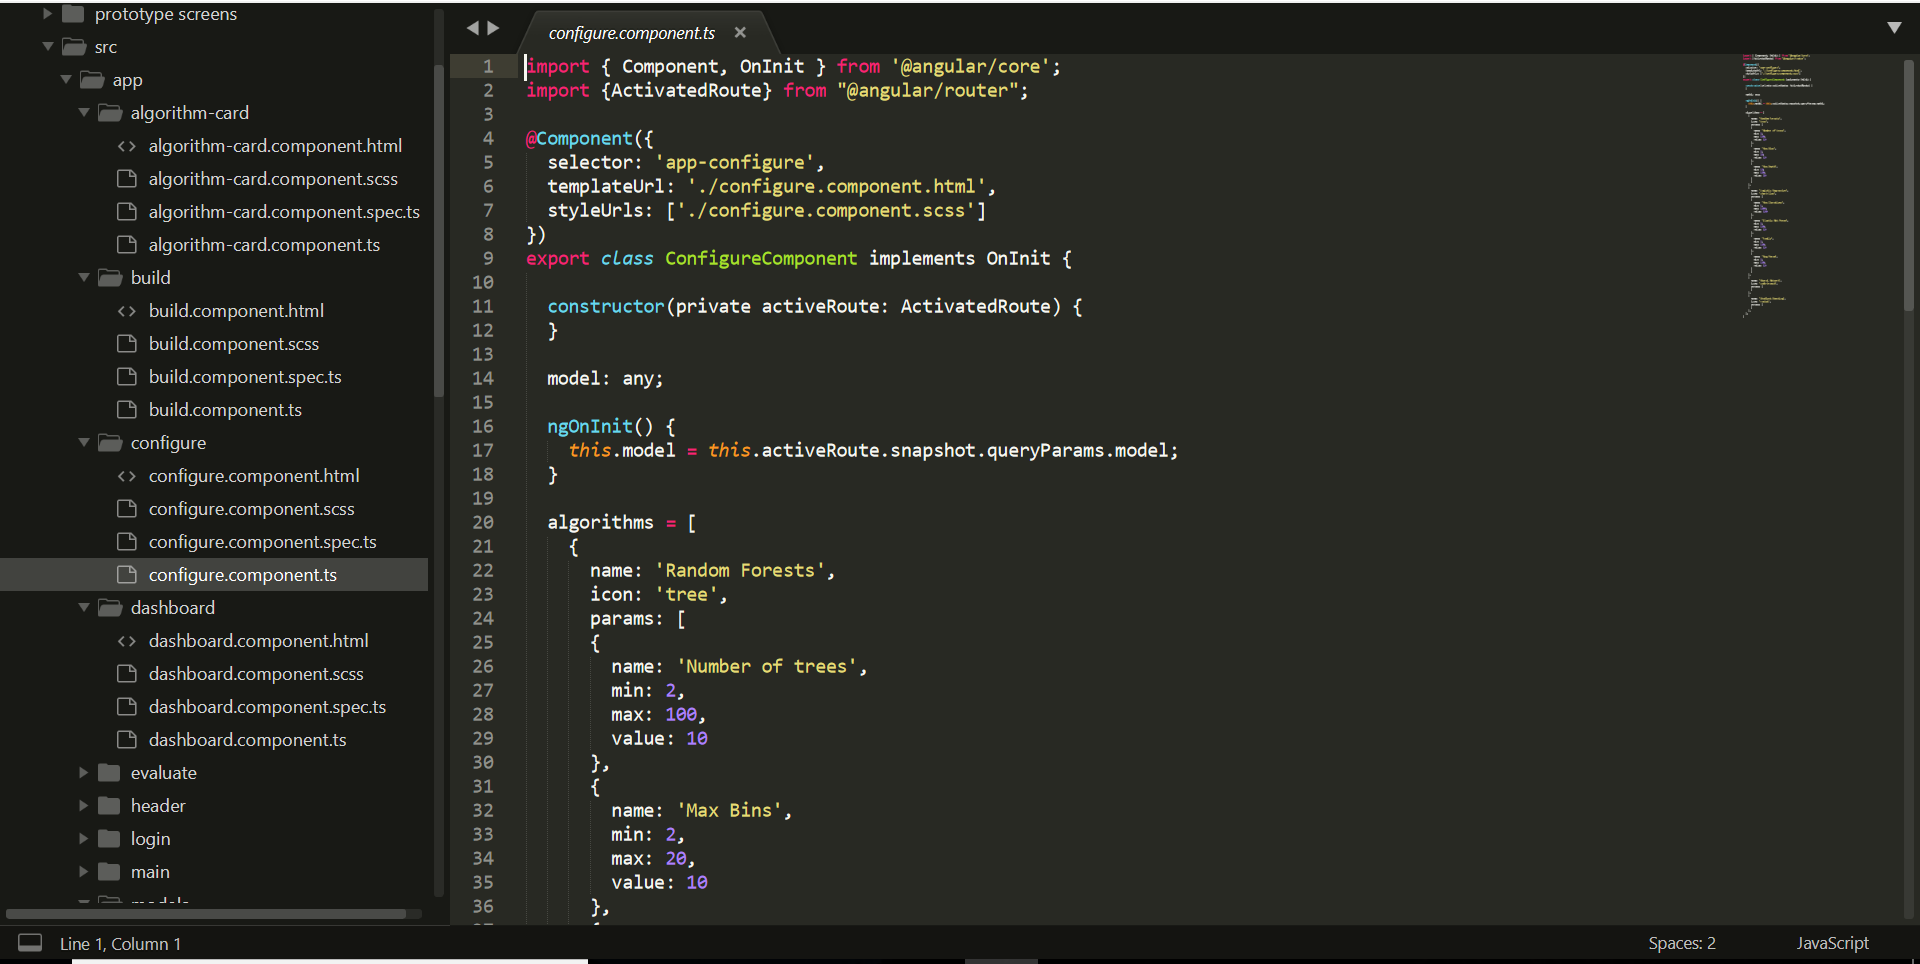 prototype screens
src
app
algorithm-card
<> algorithm-card.component.html
algorithm-card.component.scss
algorithm-card.component.spec.ts
algorithm-card.component.ts
build
<> build.component.html
build.component.scss
build.component.spec.ts
build.component.ts
configure
<> configure.component.html
configure.component.scss
configure.component.spec.ts
configure.component.ts
dashboard
<> dashboard.component.html
dashboard.component.scss
dashboard.component.spec.ts
dashboard.component.ts
evaluate
header
login
main
configure.component.ts ×
1 import { Component, OnInit } from '@angular/core';
2 import {ActivatedRoute} from "@angular/router";
3
4 @Component({
5   selector: 'app-configure',
6   templateUrl: './configure.component.html',
7   styleUrls: ['./configure.component.scss']
8 })
9 export class ConfigureComponent implements OnInit {
10
11   constructor(private activeRoute: ActivatedRoute) {
12   }
13
14   model: any;
15
16   ngOnInit() {
17     this.model = this.activeRoute.snapshot.queryParams.model;
18   }
19
20   algorithms = [
21     {
22       name: 'Random Forests',
23       icon: 'tree',
24       params: [
25       {
26         name: 'Number of trees',
27         min: 2,
28         max: 100,
29         value: 10
30       },
31       {
32         name: 'Max Bins',
33         min: 2,
34         max: 20,
35         value: 10
36       },
Line 1, Column 1
Spaces: 2
JavaScript